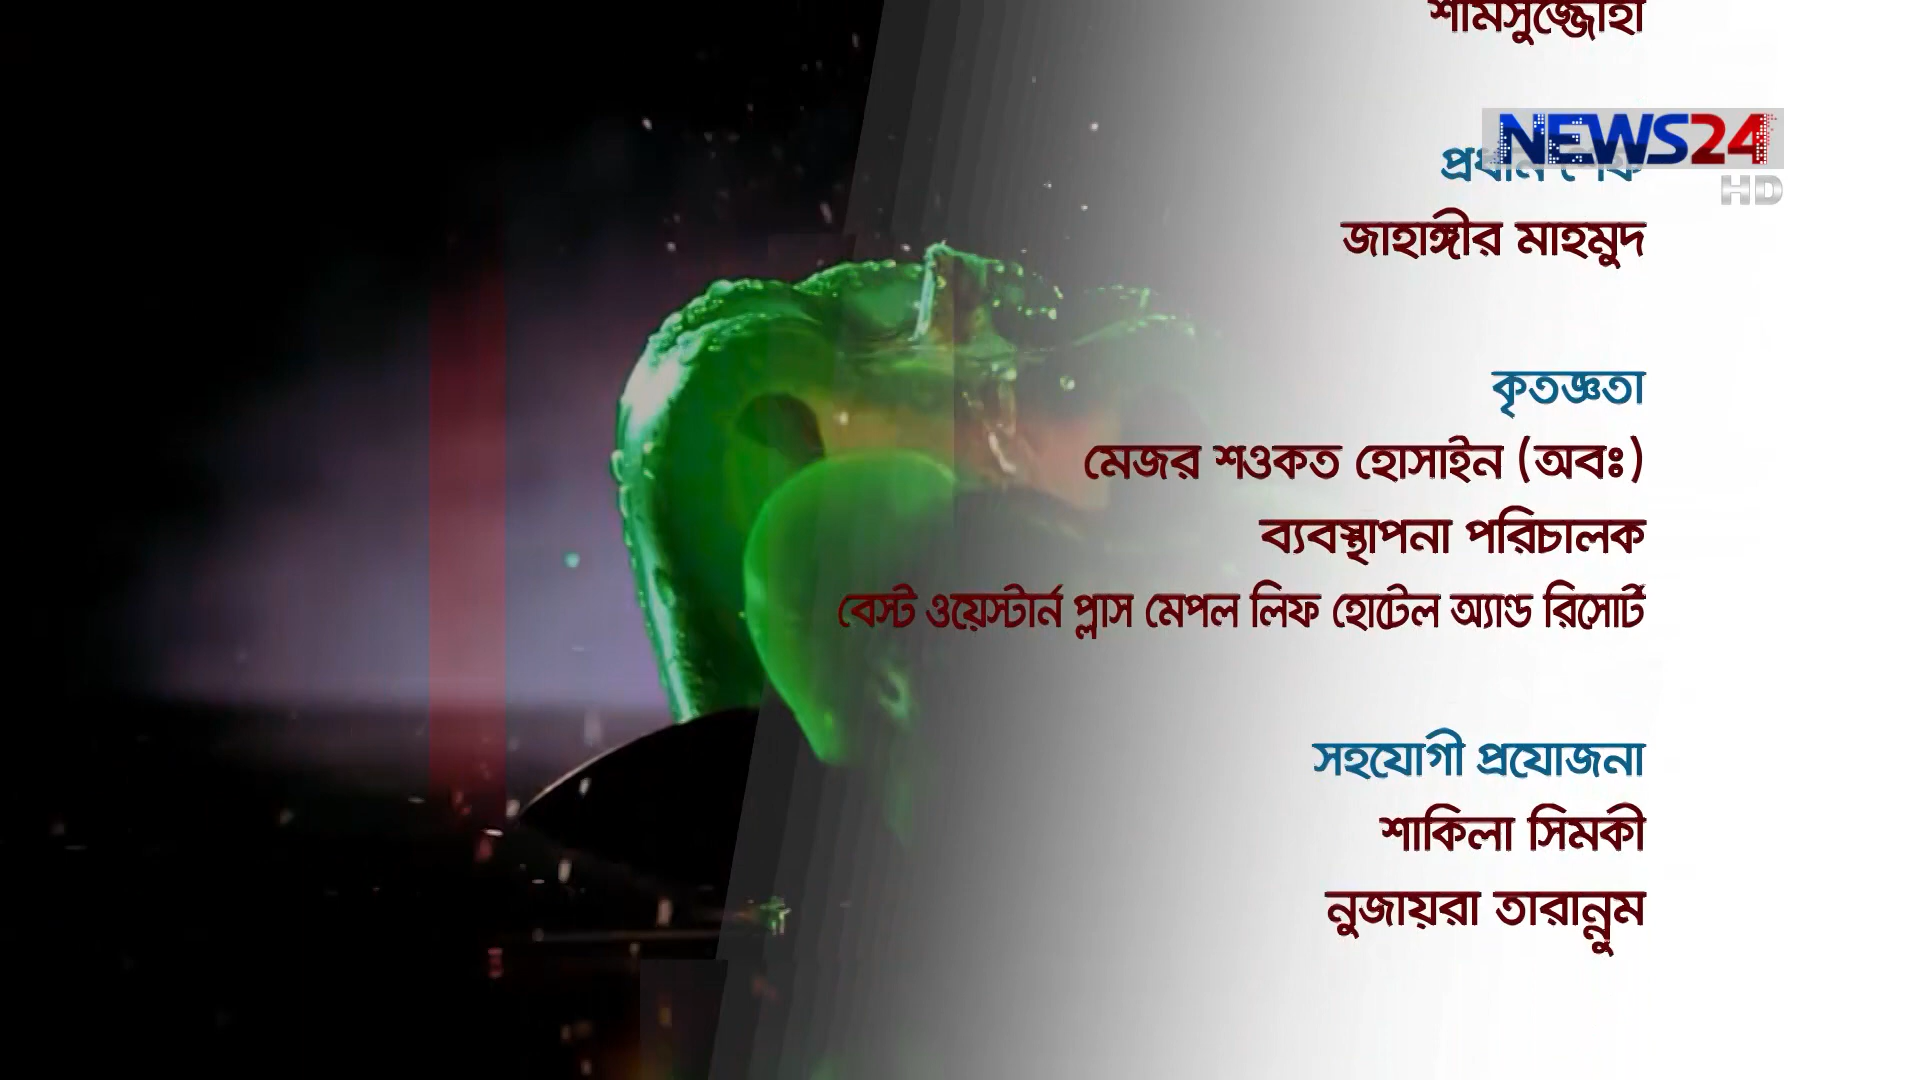 শামসুজ্জোহা
NEWS24
HD
প্রধান শেফ
জাহাঙ্গীর মাহমুদ
কৃতজ্ঞতা
মেজর শওকত হোসাইন (অবঃ)
ব্যবস্থাপনা পরিচালক
বেস্ট ওয়েস্টার্ন প্লাস মেপল লিফ হোটেল অ্যান্ড রিসোর্ট
সহযোগী প্রযোজনা
শাকিলা সিমকী
নুজায়রা তারান্নুম